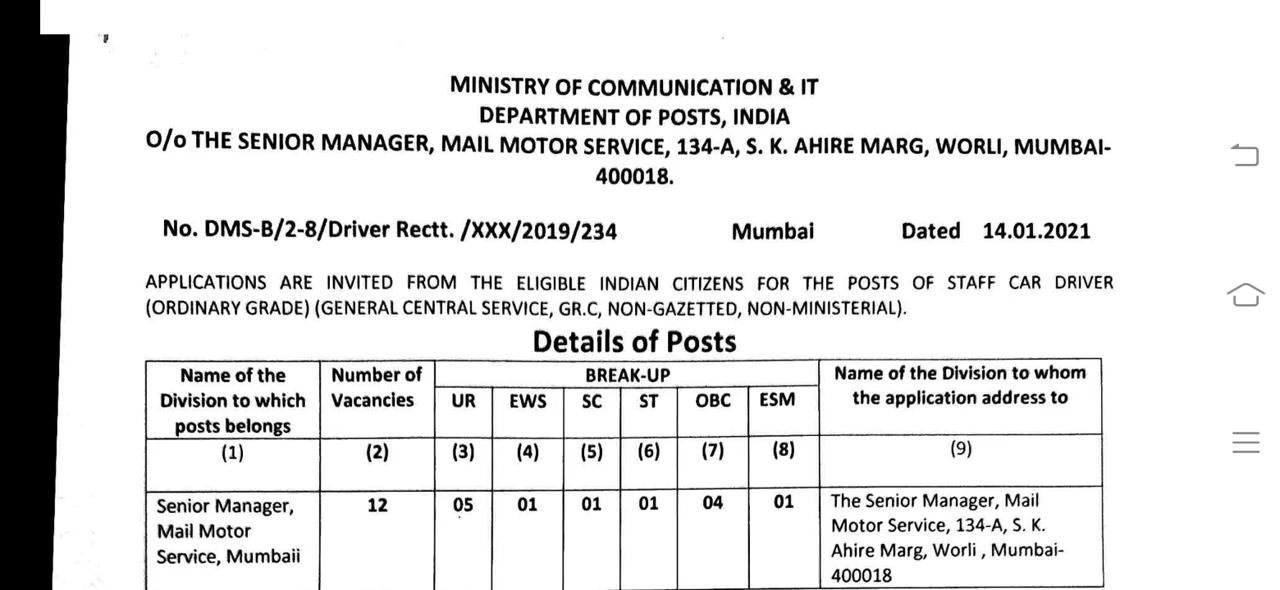 MINISTRY OF COMMUNICATION & IT
DEPARTMENT OF POSTS, INDIA
O/o THE SENIOR MANAGER, MAIL MOTOR SERVICE, 134-A, S. K. AHIRE MARG, WORLI, MUMBAI-
400018.
No. DMS-B/2-8/Driver Rectt. /XXX/2019/234 Mumbai Dated 14.01.2021
APPLICATIONS ARE INVITED FROM THE ELIGIBLE INDIAN CITIZENS FOR THE POSTS OF STAFF CAR DRIVER
(ORDINARY GRADE) (GENERAL CENTRAL SERVICE, GR.C, NON-GAZETTED, NON-MINISTERIAL).
Details of Posts
Name of the
Division to which
posts belongs
Number of
Vacancies
BREAK-UP
UR EWS SC ST OBC ESM
Name of the Division to whom
the application address to
(1) (2) (3) (4) (5) (6) (7) (8) (9)
Senior Manager,
Mail Motor
Service, Mumbaii
12 05 01 01 01 04 01
The Senior Manager, Mail
Motor Service, 134-A, S. K.
Ahire Marg, Worli , Mumbai-
400018